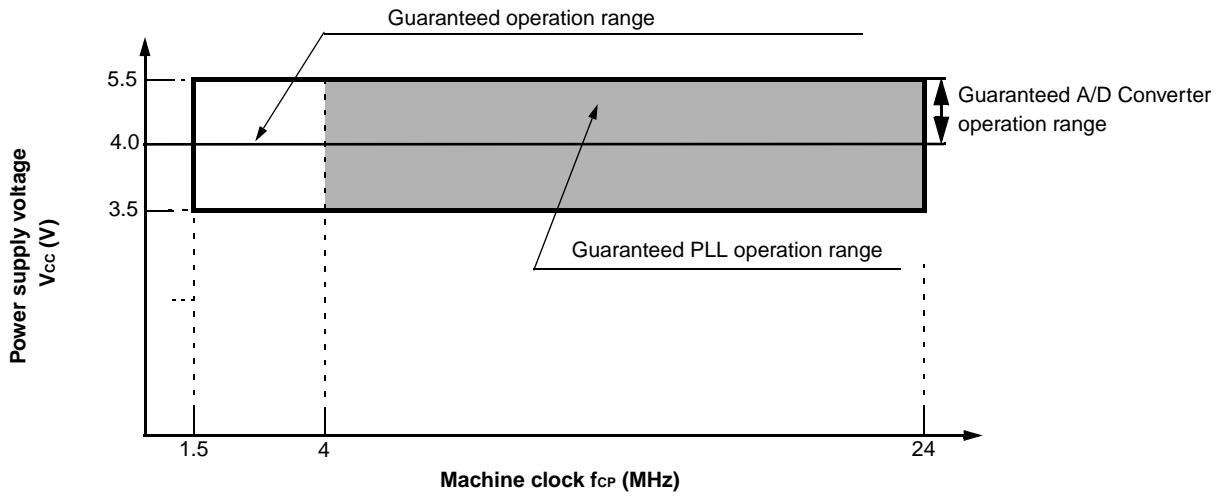 Guaranteed operation range
5.5
4.0
3.5
Power supply voltage
VCC (V)
Guaranteed A/D Converter
operation range
Guaranteed PLL operation range
1.5
4
24
Machine clock fCP (MHz)